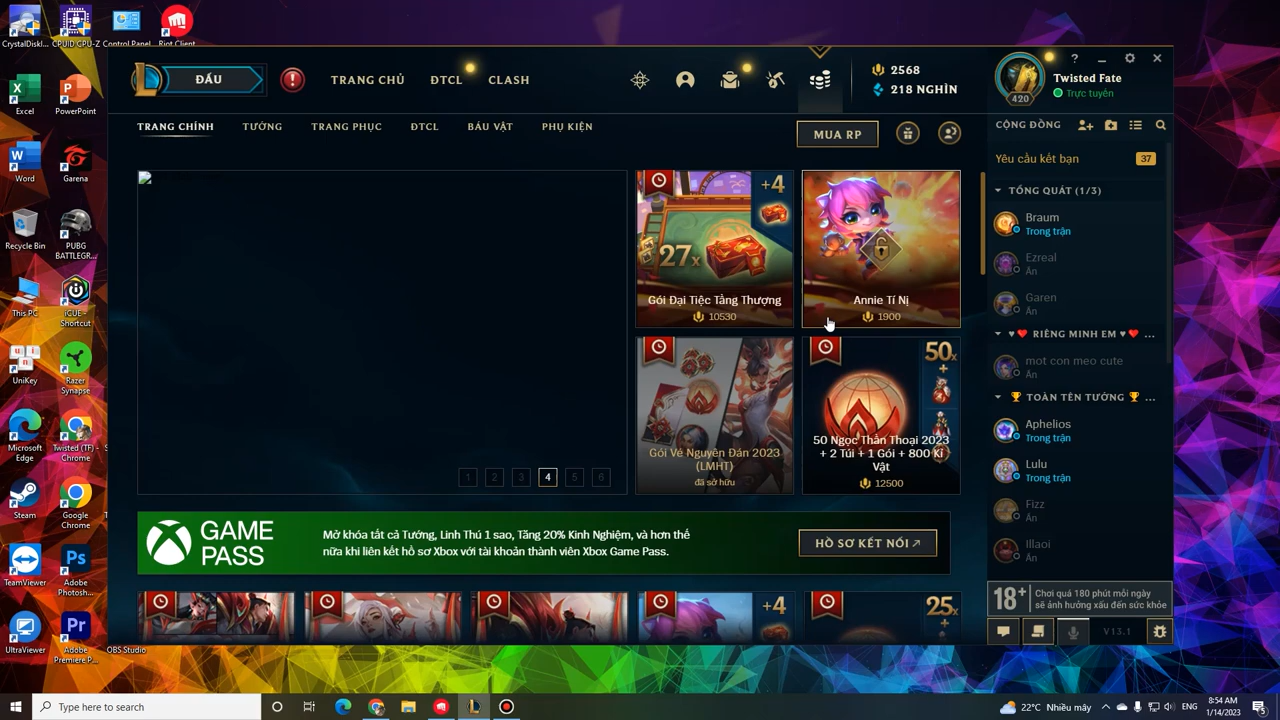 CrystalDiskI...
CPUID CPU-Z
Control Panel
Riot Client
Excel
PowerPoint
Word
Garena
Recycle Bin
PUBG
BATTLEGR...
This PC
iCUE -
Shortcut
UniKey
Razer
Synapse
Microsoft
Edge
Twisted (TF) -
Chrome
Steam
Google
Chrome
TeamViewer
Adobe
Photosh...
UltraViewer
Adobe
Premiere P...
OBS Studio
ĐẤU
TRANG CHỦ
ĐTCL
CLASH
2568
218 NGHÌN
420
Twisted Fate
Trực tuyến
TRANG CHÍNH
TƯỚNG
TRANG PHỤC
ĐTCL
BÁU VẬT
PHỤ KIỆN
MUA RP
+4
27x
Gói Đại Tiệc Tầng Thượng
10530
Annie Tí Nị
1900
Gói Vé Nguyên Đán 2023
(LMHT)
đã sở hữu
50x
+
+
50 Ngọc Thần Thoại 2023
+ 2 Túi + 1 Gói + 800 Kỉ
Vật
12500
1 2 3 4 5 6
XBOX
GAME
PASS
Mở khóa tất cả Tướng, Linh Thú 1 sao, Tăng 20% Kinh Nghiệm, và hơn thế
nữa khi liên kết hồ sơ Xbox với tài khoản thành viên Xbox Game Pass.
HỒ SƠ KẾT NỐI
+4
25x
+
CỘNG ĐỒNG
Yêu cầu kết bạn
37
TỔNG QUÁT (1/3)
Braum
Trong trận
Ezreal
Ẩn
Garen
Ẩn
♥❤ RIÊNG MINH EM ♥❤ ...
mot con meo cute
Ẩn
🏆 TOÀN TÊN TƯỚNG 🏆 ...
Aphelios
Trong trận
Lulu
Trong trận
Fizz
Ẩn
Illaoi
Ẩn
18+
Chơi quá 180 phút mỗi ngày
sẽ ảnh hưởng xấu đến sức khỏe
V13.1
Type here to search
22°C Nhiều mây
ENG
8:54 AM
1/14/2023
5